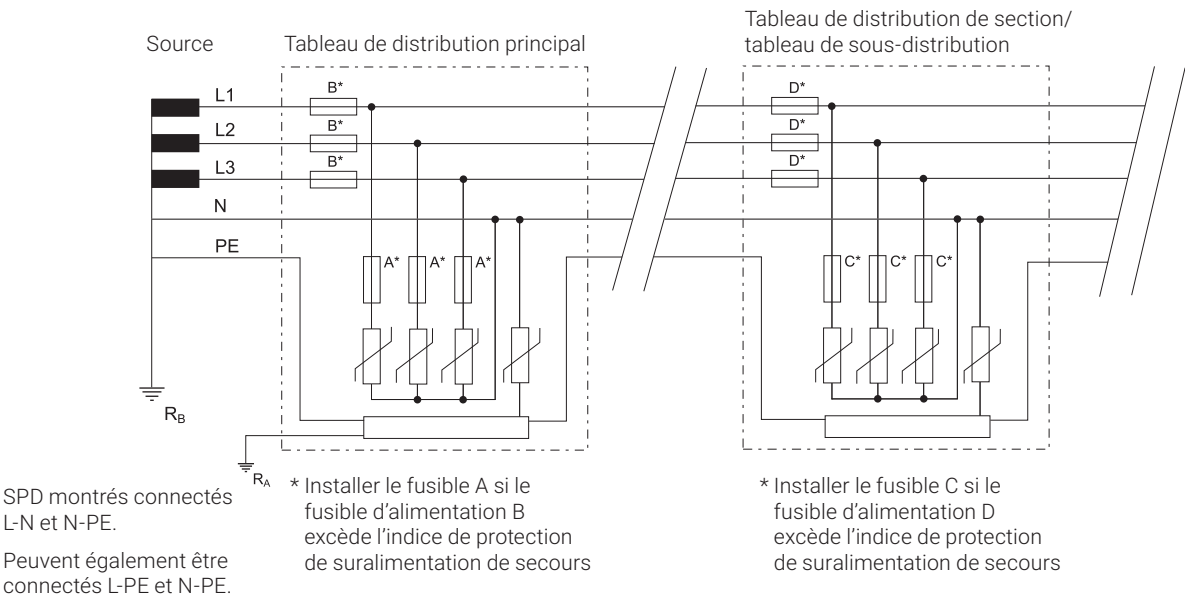 Source
Tableau de distribution principal
Tableau de distribution de section/
tableau de sous-distribution
L1
B*
D*
L2
B*
D*
L3
B*
D*
N
PE
A*
A*
A*
C*
C*
C*
RB
RA
SPD montrés connectés
L-N et N-PE.
Peuvent également être
connectés L-PE et N-PE.
* Installer le fusible A si le
fusible d’alimentation B
excède l’indice de protection
de suralimentation de secours
* Installer le fusible C si le
fusible d’alimentation D
excède l’indice de protection
de suralimentation de secours